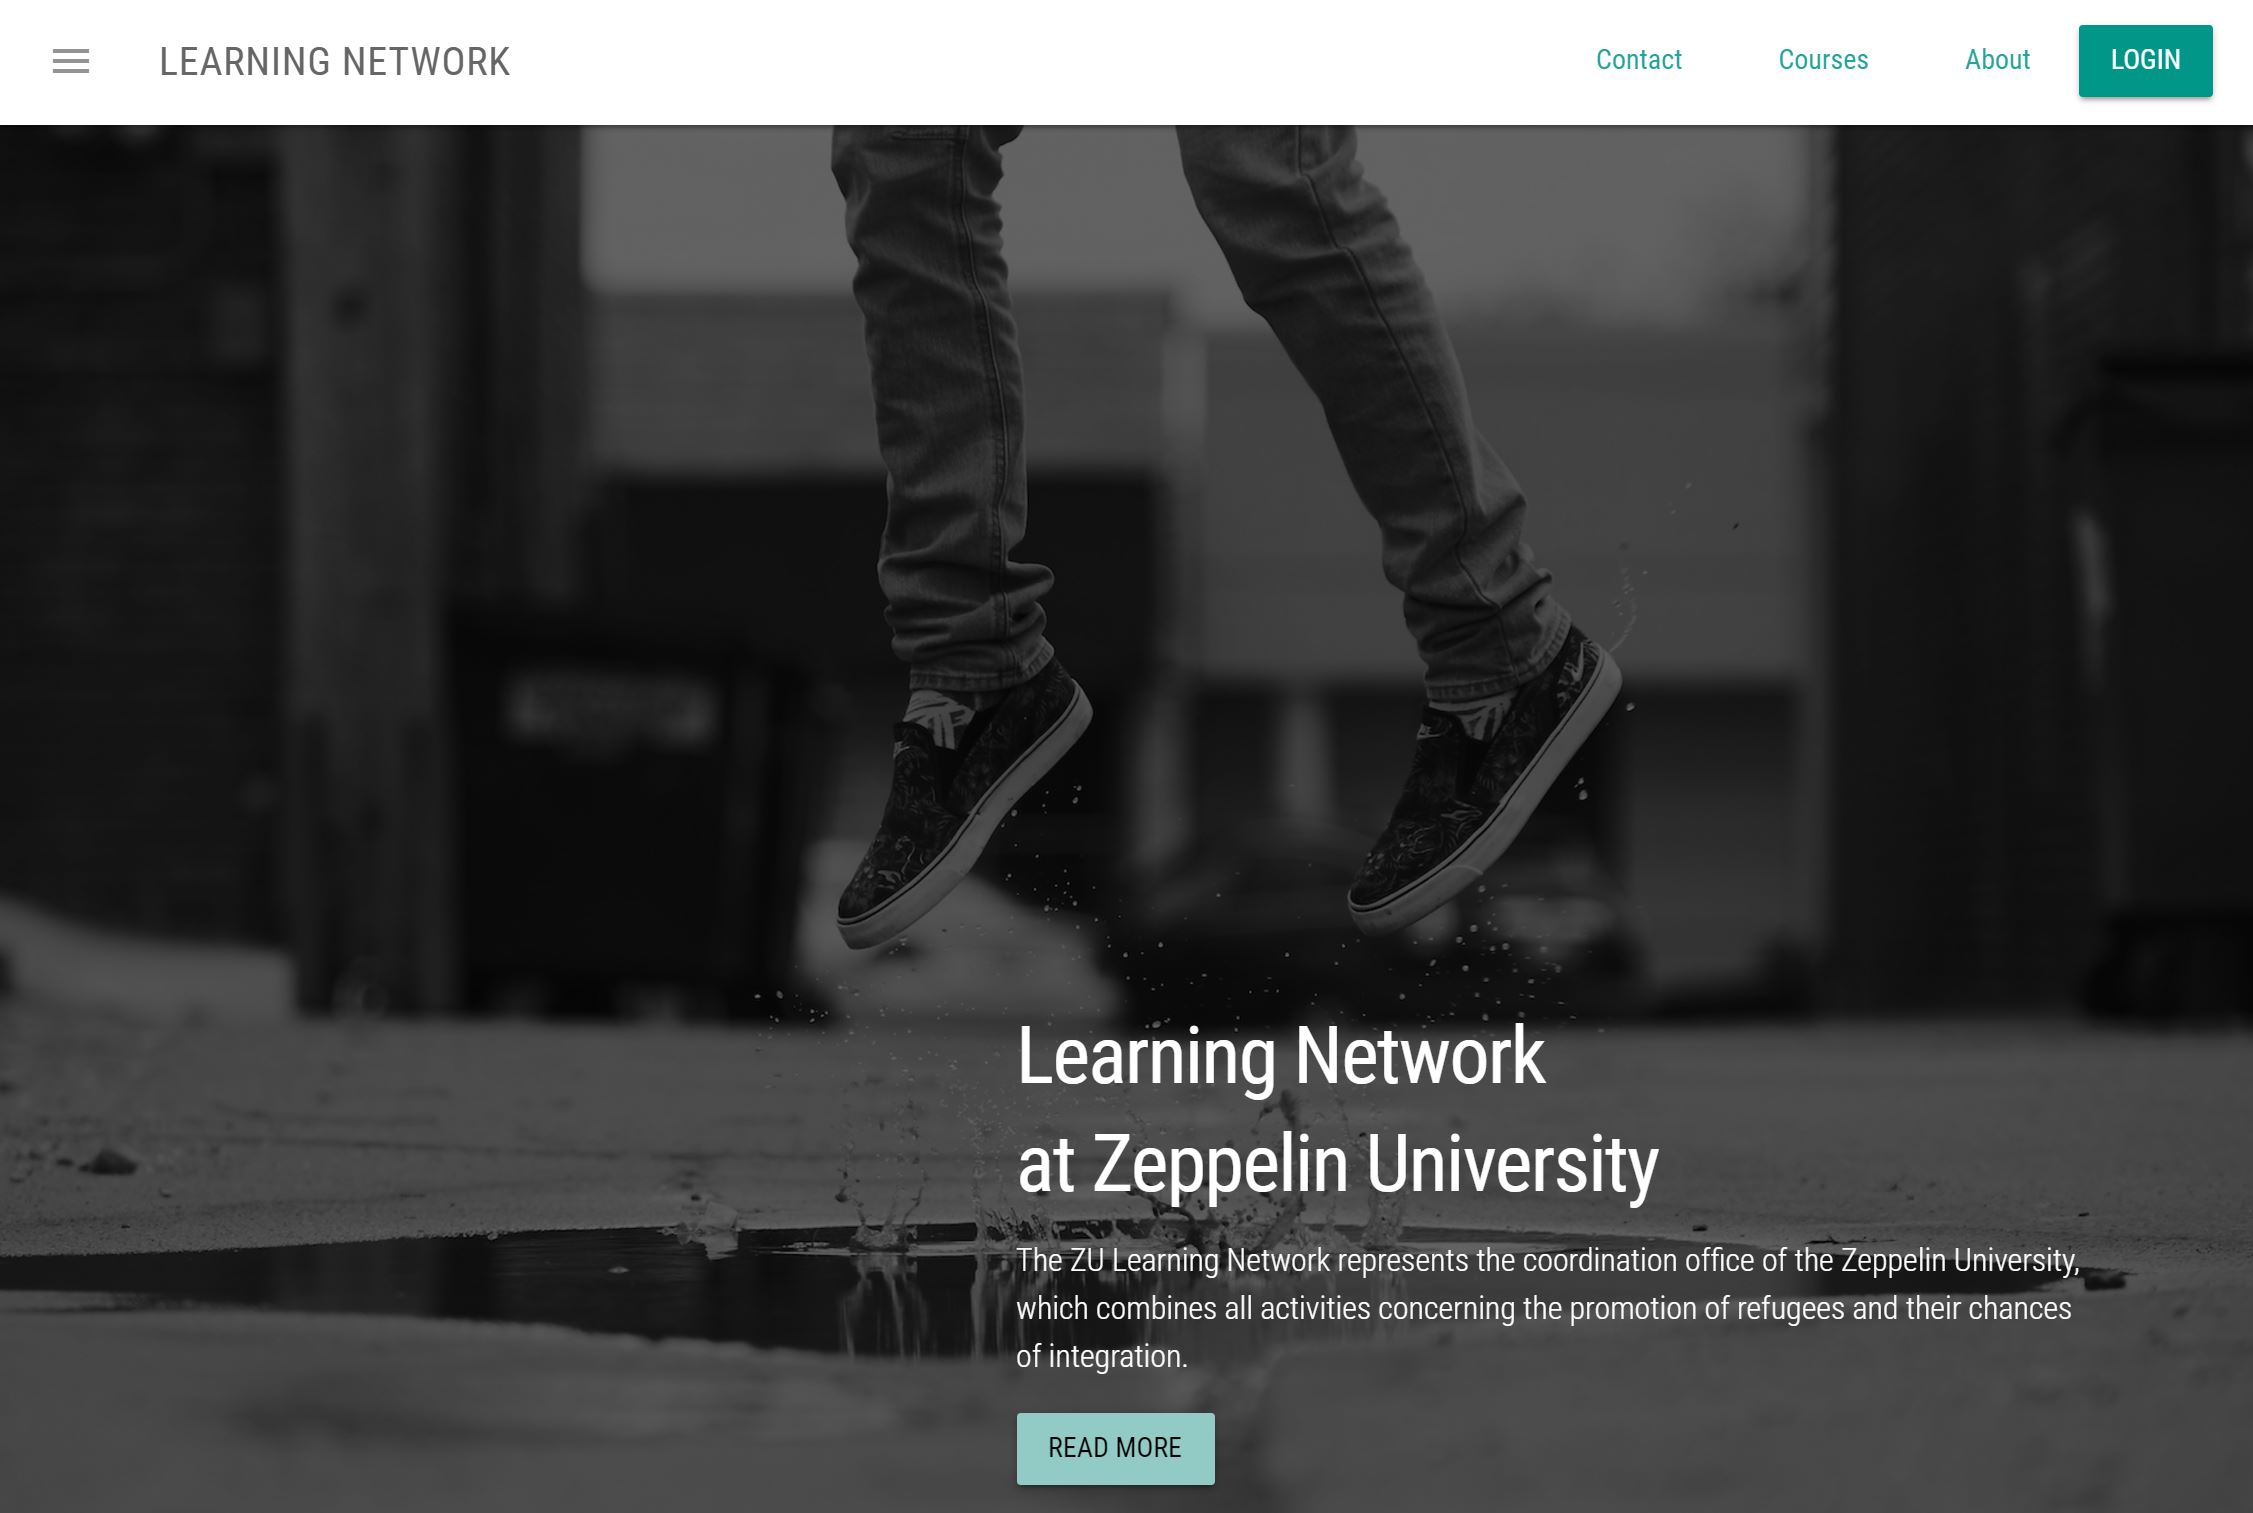 LEARNING NETWORK
Contact
Courses
About
LOGIN
Learning Network
at Zeppelin University
The ZU Learning Network represents the coordination office of the Zeppelin University,
which combines all activities concerning the promotion of refugees and their chances
of integration.
READ MORE